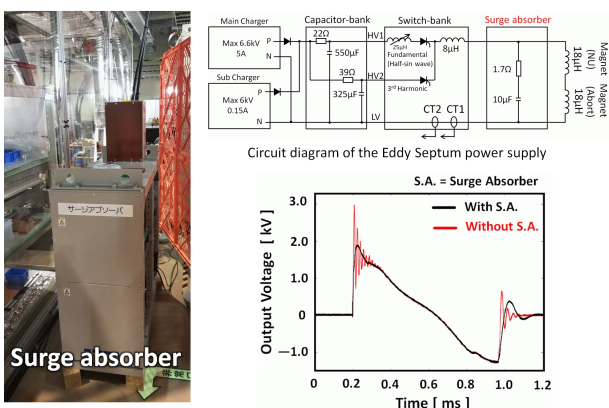 サージアブソーバ
Surge absorber
Main Charger
Max 6.6kV
5A
P
N
Sub Charger
Max 6kV
0.15A
P
N
Capacitor-bank
22Ω
550μF
39Ω
325μF
Switch-bank
HV1
25μH
Fundamental
(Half-sin wave)
8μH
HV2
3rd Harmonic
CT2 CT1
LV
Surge absorber
1.7Ω
10μF
Magnet
(NU)
18μH
Magnet
(Abort)
18μH
Circuit diagram of the Eddy Septum power supply
S.A. = Surge Absorber
With S.A.
Without S.A.
Output Voltage [ kV ]
3.0
2.0
1.0
0
−1.0
0 0.2 0.4 0.6 0.8 1.0 1.2
Time [ ms ]